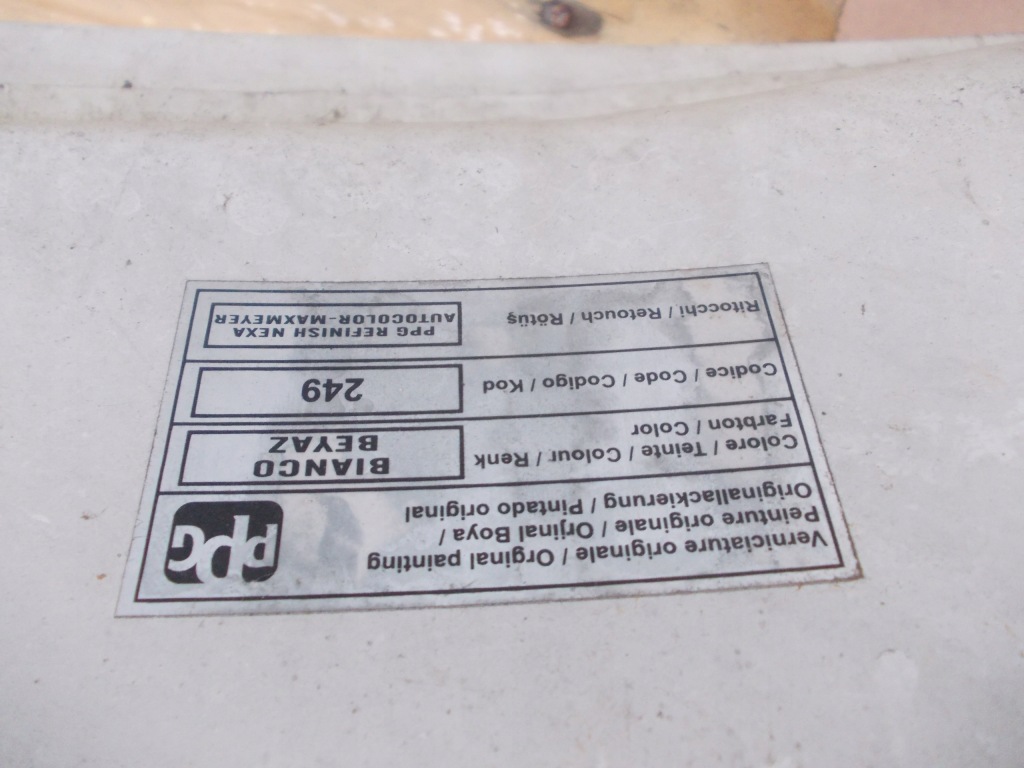 Verniciature originale / Orginal painting
Peinture originale / Orjinal Boya /
Originallackierung / Pintado original
PPG
Colore / Teinte / Colour / Renk
Farbton / Color
BIANCO
BEYAZ
Codice / Code / Codigo / Kod
249
Ritocchi / Retouch / Rötüş
PPG REFINISH NEXA
AUTOCOLOR-MAXMEYER